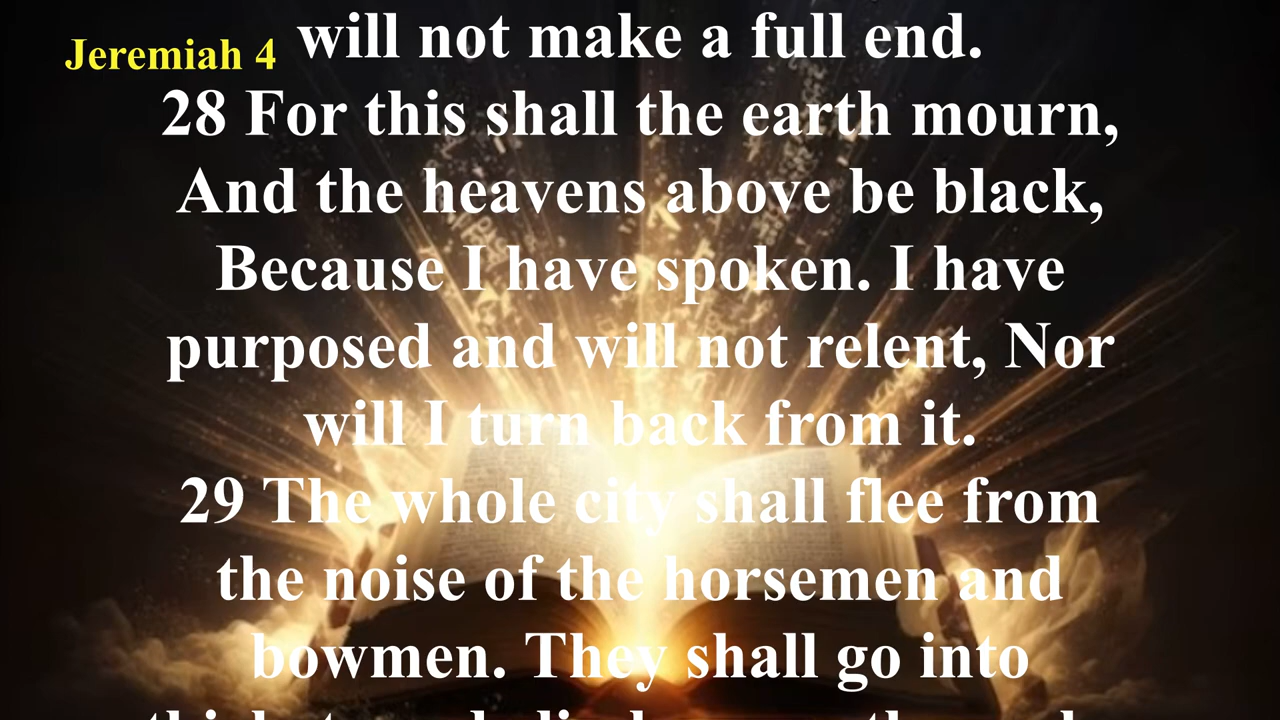 Jeremiah 4
will not make a full end.
28 For this shall the earth mourn,
And the heavens above be black,
Because I have spoken. I have
purposed and will not relent, Nor
will I turn back from it.
29 The whole city shall flee from
the noise of the horsemen and
bowmen. They shall go into